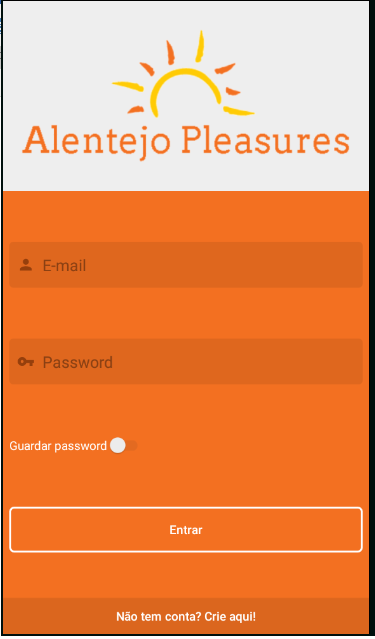 Alentejo Pleasures
E-mail
Password
Guardar password
Entrar
Não tem conta? Crie aqui!